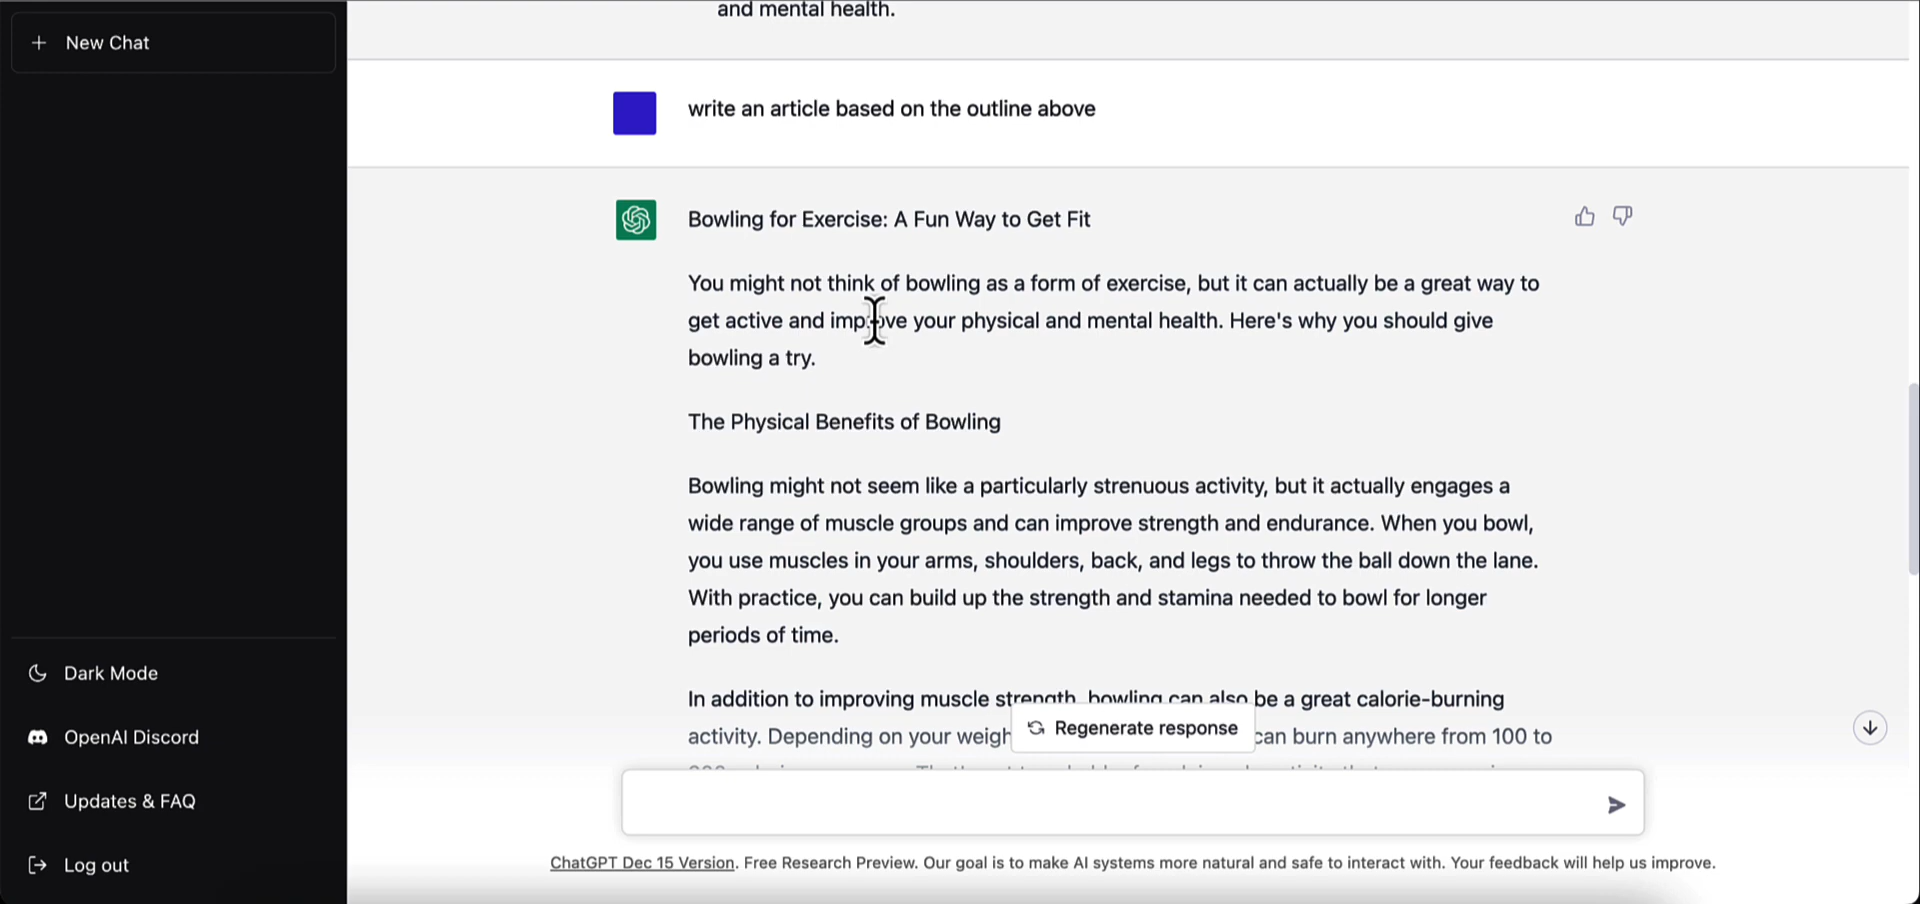 and mental health.
New Chat
write an article based on the outline above
Bowling for Exercise: A Fun Way to Get Fit
You might not think of bowling as a form of exercise, but it can actually be a great way to
get active and improve your physical and mental health. Here's why you should give
bowling a try.
The Physical Benefits of Bowling
Bowling might not seem like a particularly strenuous activity, but it actually engages a
wide range of muscle groups and can improve strength and endurance. When you bowl,
you use muscles in your arms, shoulders, back, and legs to throw the ball down the lane.
With practice, you can build up the strength and stamina needed to bowl for longer
periods of time.
In addition to improving muscle strength, bowling can also be a great calorie-burning
activity. Depending on your can burn anywhere from 100 to
Regenerate response
Dark Mode
OpenAI Discord
Updates & FAQ
Log out
ChatGPT Dec 15 Version. Free Research Preview. Our goal is to make AI systems more natural and safe to interact with. Your feedback will help us improve.